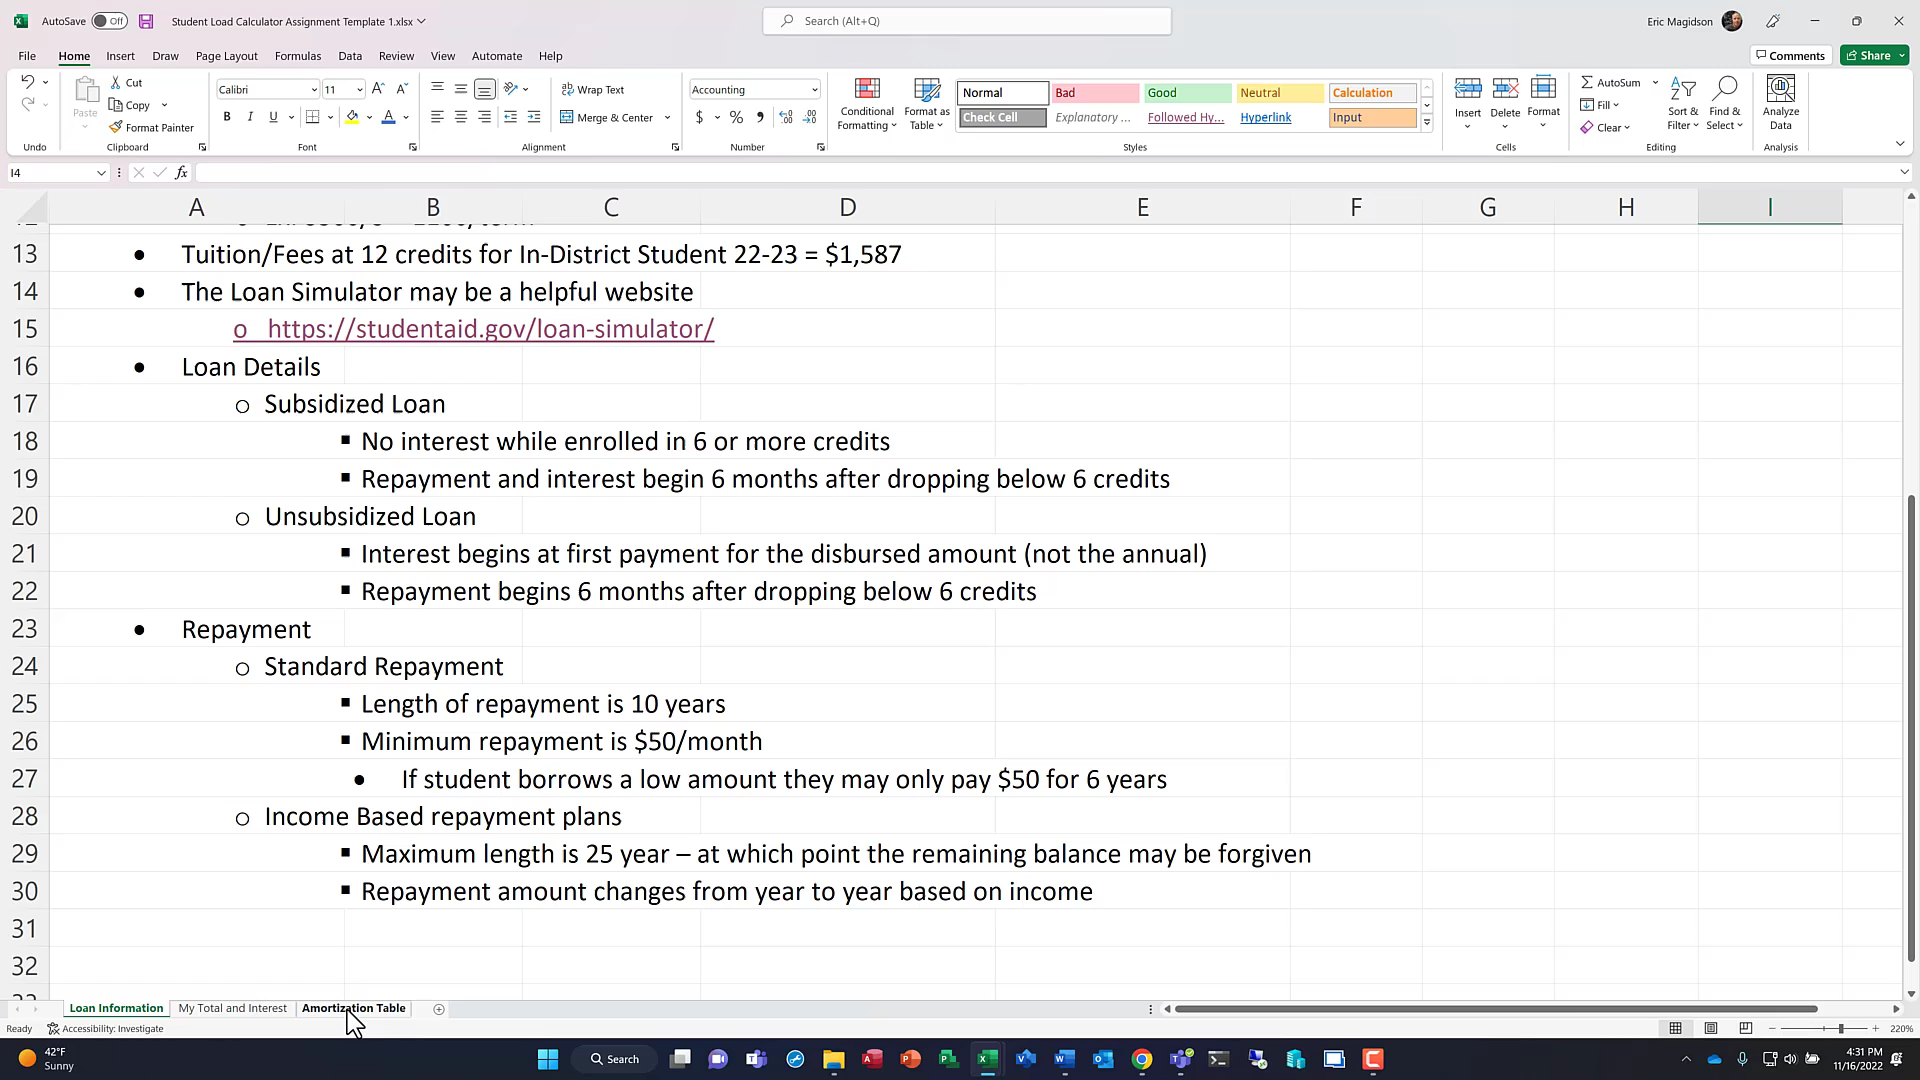 AutoSave Off Student Load Calculator Assignment Template 1.xlsx Search (Alt+Q) Eric Magidson
File Home Insert Draw Page Layout Formulas Data Review View Automate Help Comments Share
Cut Calibri 11 Wrap Text Accounting Conditional Formatting Format as Table Normal Bad Good Neutral Calculation Insert Delete Format AutoSum Sort & Filter Find & Select Analyze Data
Paste Copy Fill
Format Painter B I U Merge & Center $ % Check Cell Explanatory ... Followed Hy... Hyperlink Input Clear
Undo Clipboard Font Alignment Number Styles Cells Editing Analysis
I4 fx
A B C D E F G H I
13 • Tuition/Fees at 12 credits for In-District Student 22-23 = $1,587
14 • The Loan Simulator may be a helpful website
15 o https://studentaid.gov/loan-simulator/
16 • Loan Details
17 o Subsidized Loan
18 ▪ No interest while enrolled in 6 or more credits
19 ▪ Repayment and interest begin 6 months after dropping below 6 credits
20 o Unsubsidized Loan
21 ▪ Interest begins at first payment for the disbursed amount (not the annual)
22 ▪ Repayment begins 6 months after dropping below 6 credits
23 • Repayment
24 o Standard Repayment
25 ▪ Length of repayment is 10 years
26 ▪ Minimum repayment is $50/month
27 • If student borrows a low amount they may only pay $50 for 6 years
28 o Income Based repayment plans
29 ▪ Maximum length is 25 year – at which point the remaining balance may be forgiven
30 ▪ Repayment amount changes from year to year based on income
31
32
Loan Information My Total and Interest Amortization Table
Ready Accessibility: Investigate 220%
42°F
Sunny
Search
4:31 PM
11/16/2022